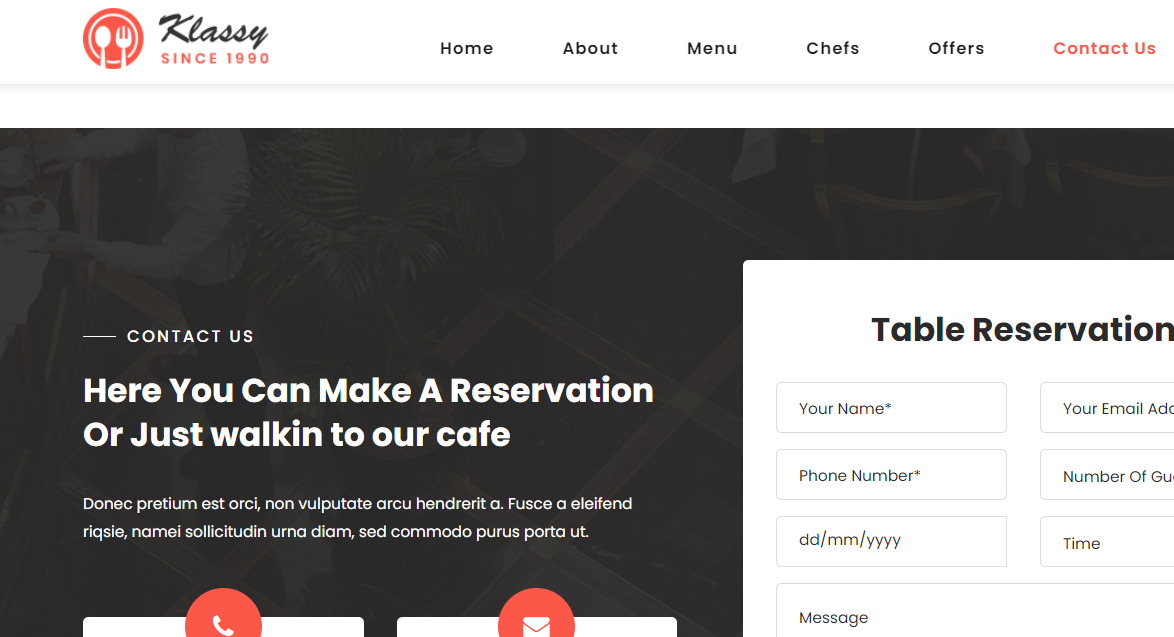 Klassy
SINCE 1990
Home About Menu Chefs Offers Contact Us
CONTACT US
Here You Can Make A Reservation
Or Just walkin to our cafe
Donec pretium est orci, non vulputate arcu hendrerit a. Fusce a eleifend
riqsie, namei sollicitudin urna diam, sed commodo purus porta ut.
Table Reservation
Your Name*
Your Email
Phone Number*
Number Of
dd/mm/yyyy
Time
Message